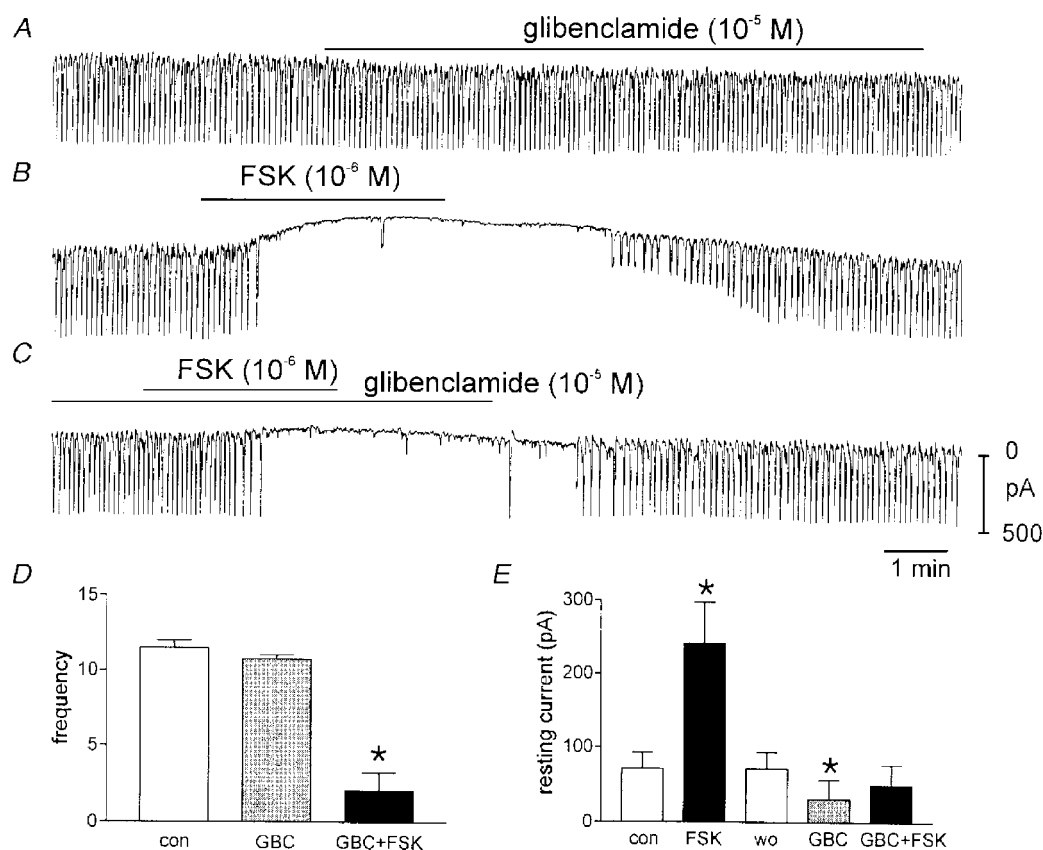 A
glibenclamide (10⁻⁵ M)
B
FSK (10⁻⁶ M)
C
FSK (10⁻⁶ M)
glibenclamide (10⁻⁵ M)
0
pA
500
1 min
D
15
10
5
0
frequency
con
GBC
GBC+FSK
*
E
300
200
100
0
resting current (pA)
con
FSK
wo
GBC
GBC+FSK
*
*